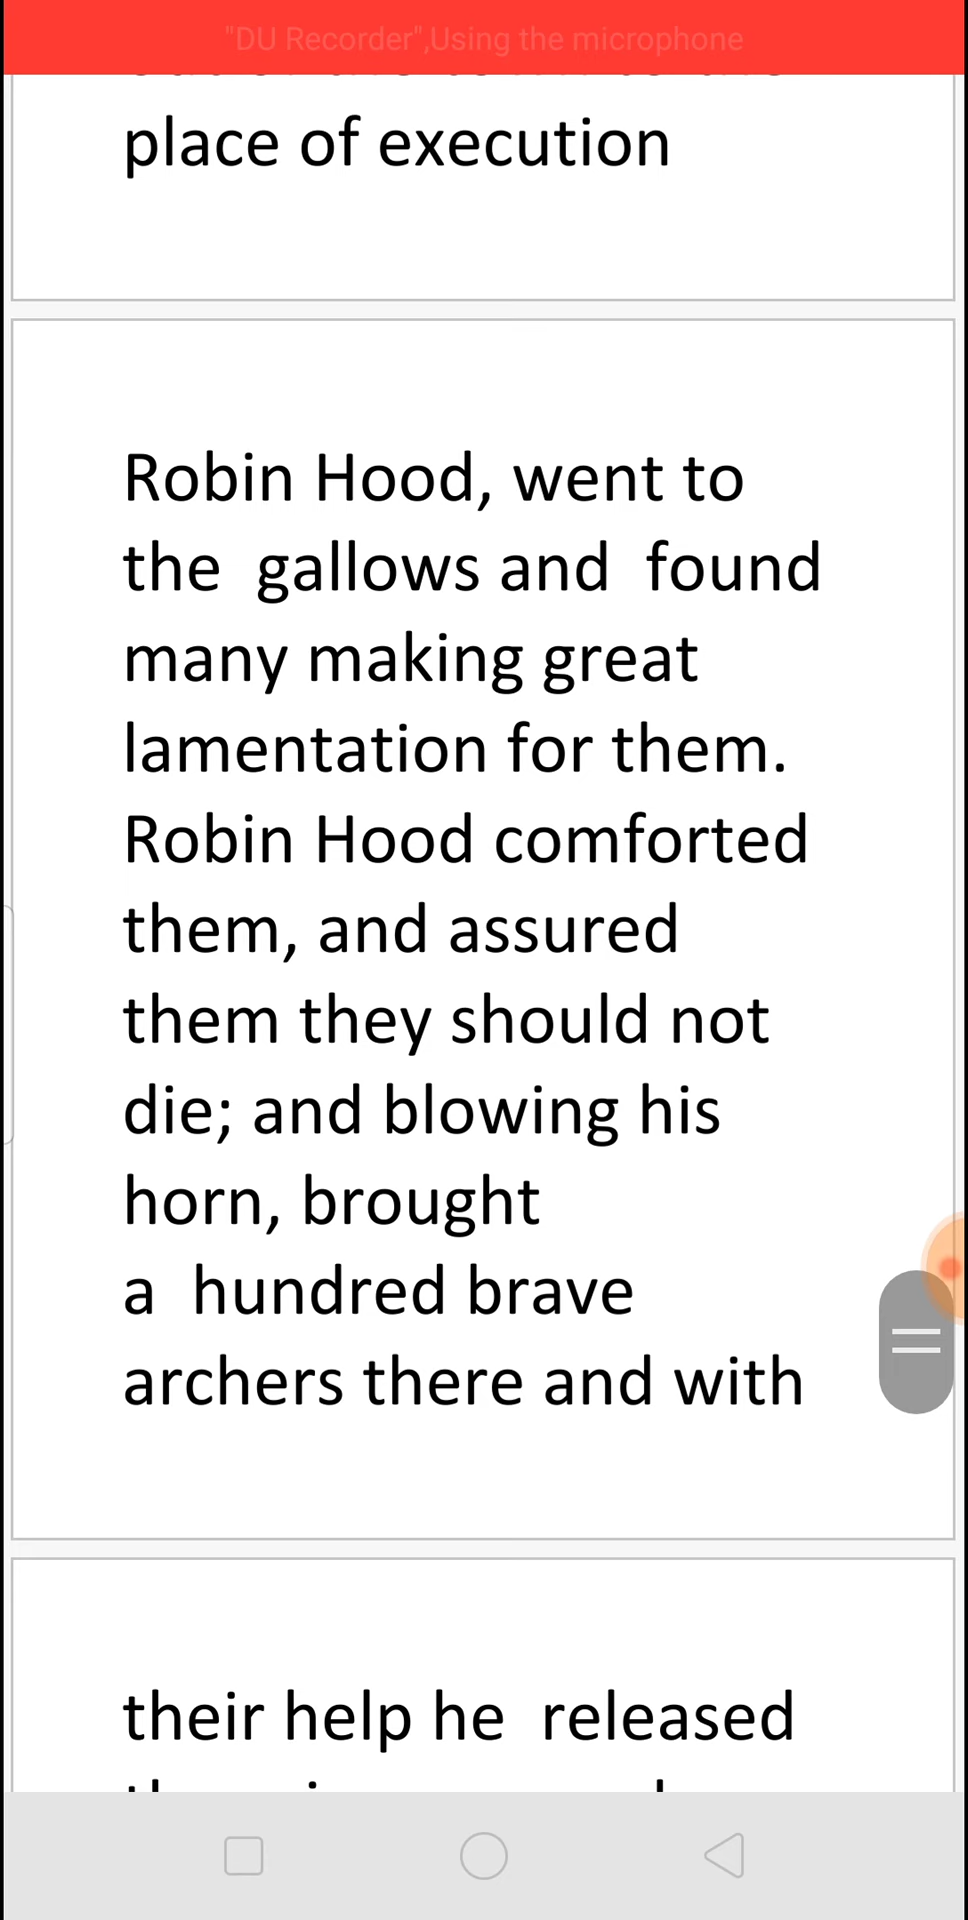 "DU Recorder",Using the microphone
place of execution
Robin Hood, went to
the gallows and found
many making great
lamentation for them.
Robin Hood comforted
them, and assured
them they should not
die; and blowing his
horn, brought
a hundred brave
archers there and with
their help he released